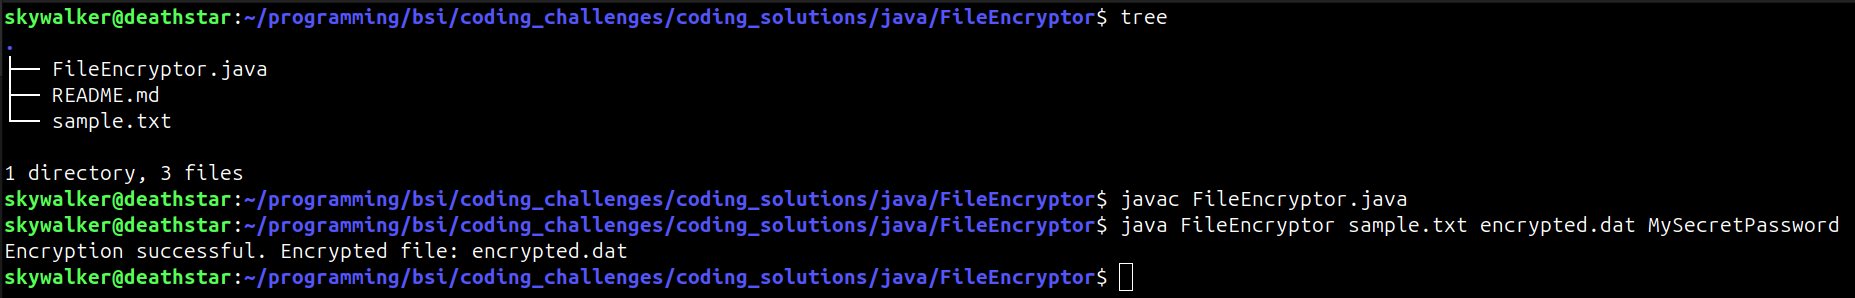 skywalker@deathstar:~/programming/bsi/coding_challenges/coding_solutions/java/FileEncryptor$ tree
.
├── FileEncryptor.java
├── README.md
└── sample.txt
1 directory, 3 files
skywalker@deathstar:~/programming/bsi/coding_challenges/coding_solutions/java/FileEncryptor$ javac FileEncryptor.java
skywalker@deathstar:~/programming/bsi/coding_challenges/coding_solutions/java/FileEncryptor$ java FileEncryptor sample.txt encrypted.dat MySecretPassword
Encryption successful. Encrypted file: encrypted.dat
skywalker@deathstar:~/programming/bsi/coding_challenges/coding_solutions/java/FileEncryptor$